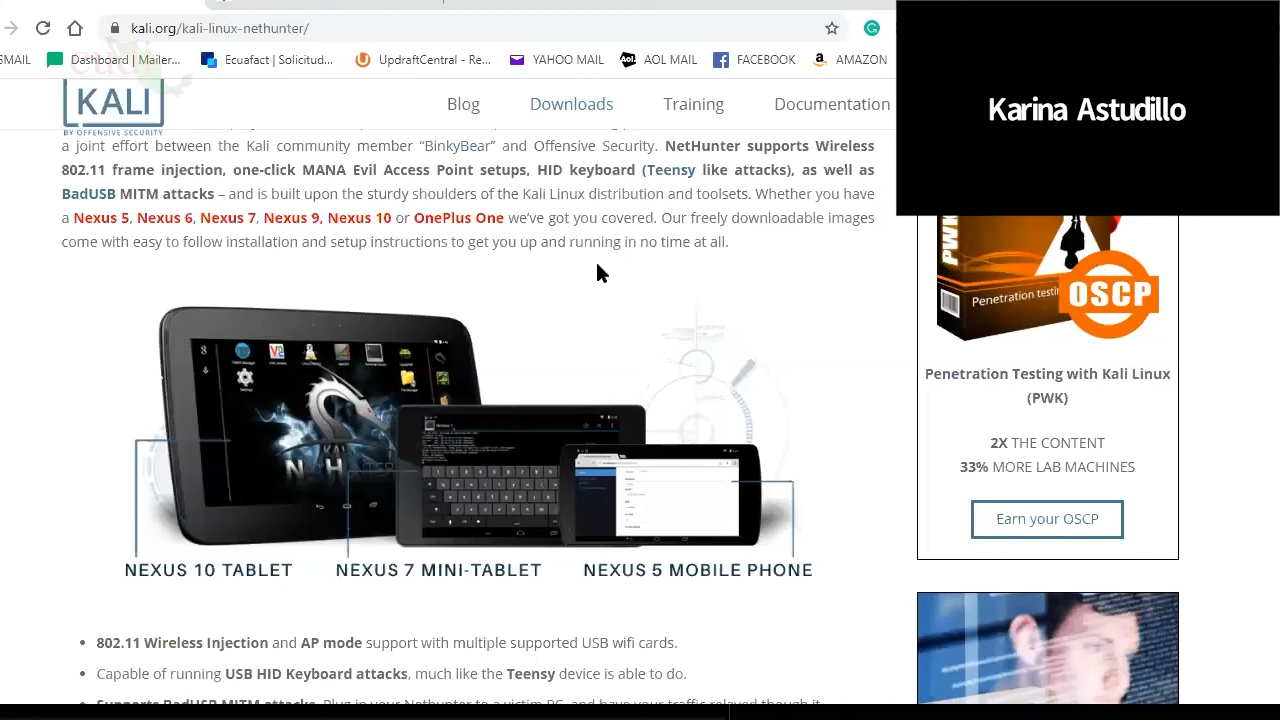 kali.org/kali-linux-nethunter/
GMAIL
Dashboard | Mailer...
Ecuafact | Solicitud...
UpdraftCentral - Re...
YAHOO MAIL
AOL MAIL
FACEBOOK
AMAZON
Karina Astudillo
KALI
BY OFFENSIVE SECURITY
Blog
Downloads
Training
Documentation
a joint effort between the Kali community member “BinkyBear” and Offensive Security. NetHunter supports Wireless
802.11 frame injection, one-click MANA Evil Access Point setups, HID keyboard (Teensy like attacks), as well as
BadUSB MITM attacks – and is built upon the sturdy shoulders of the Kali Linux distribution and toolsets. Whether you have
a Nexus 5, Nexus 6, Nexus 7, Nexus 9, Nexus 10 or OnePlus One we’ve got you covered. Our freely downloadable images
come with easy to follow installation and setup instructions to get you up and running in no time at all.
NEXUS 10 TABLET
NEXUS 7 MINI-TABLET
NEXUS 5 MOBILE PHONE
802.11 Wireless Injection and AP mode support with multiple supported USB wifi cards.
Capable of running USB HID Keyboard attacks, much like the Teensy device is able to do.
Supports BadUSB MITM attacks. Plug in your Nethunter to a victim PC, and have your traffic relayed though it
PWK
Penetration testi
OSCP
Penetration Testing with Kali Linux
(PWK)
2X THE CONTENT
33% MORE LAB MACHINES
Earn your OSCP